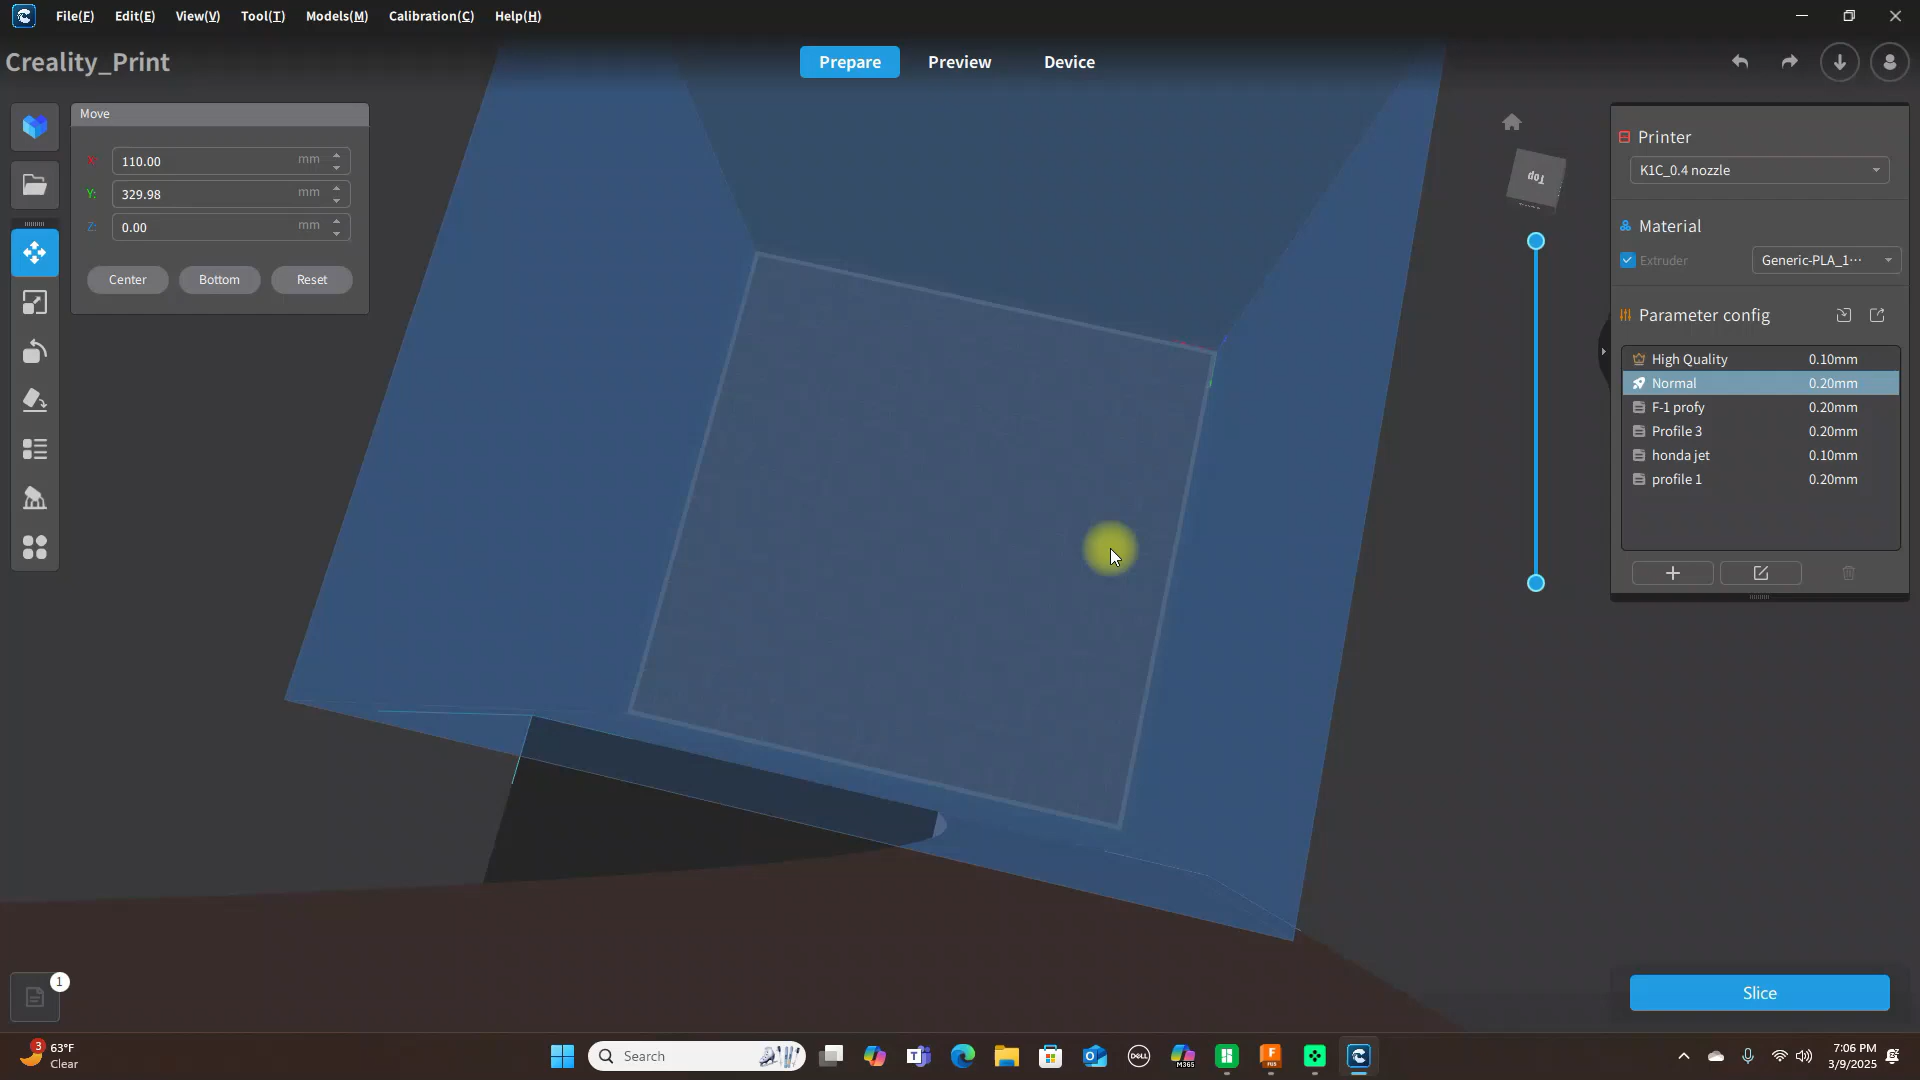 File(F) Edit(E) View(V) Tool(T) Models(M) Calibration(C) Help(H)
Creality_Print
Prepare Preview Device
Move
X: 110.00 mm
Y: 329.98 mm
Z: 0.00 mm
Center Bottom Reset
Top
Printer
K1C_0.4 nozzle
Material
Extruder Generic-PLA_1···
Parameter config
High Quality 0.10mm
Normal 0.20mm
F-1 profy 0.20mm
Profile 3 0.20mm
honda jet 0.10mm
profile 1 0.20mm
1
Slice
3
63°F
Clear
Search
DELL
M365
7:06 PM
3/9/2025